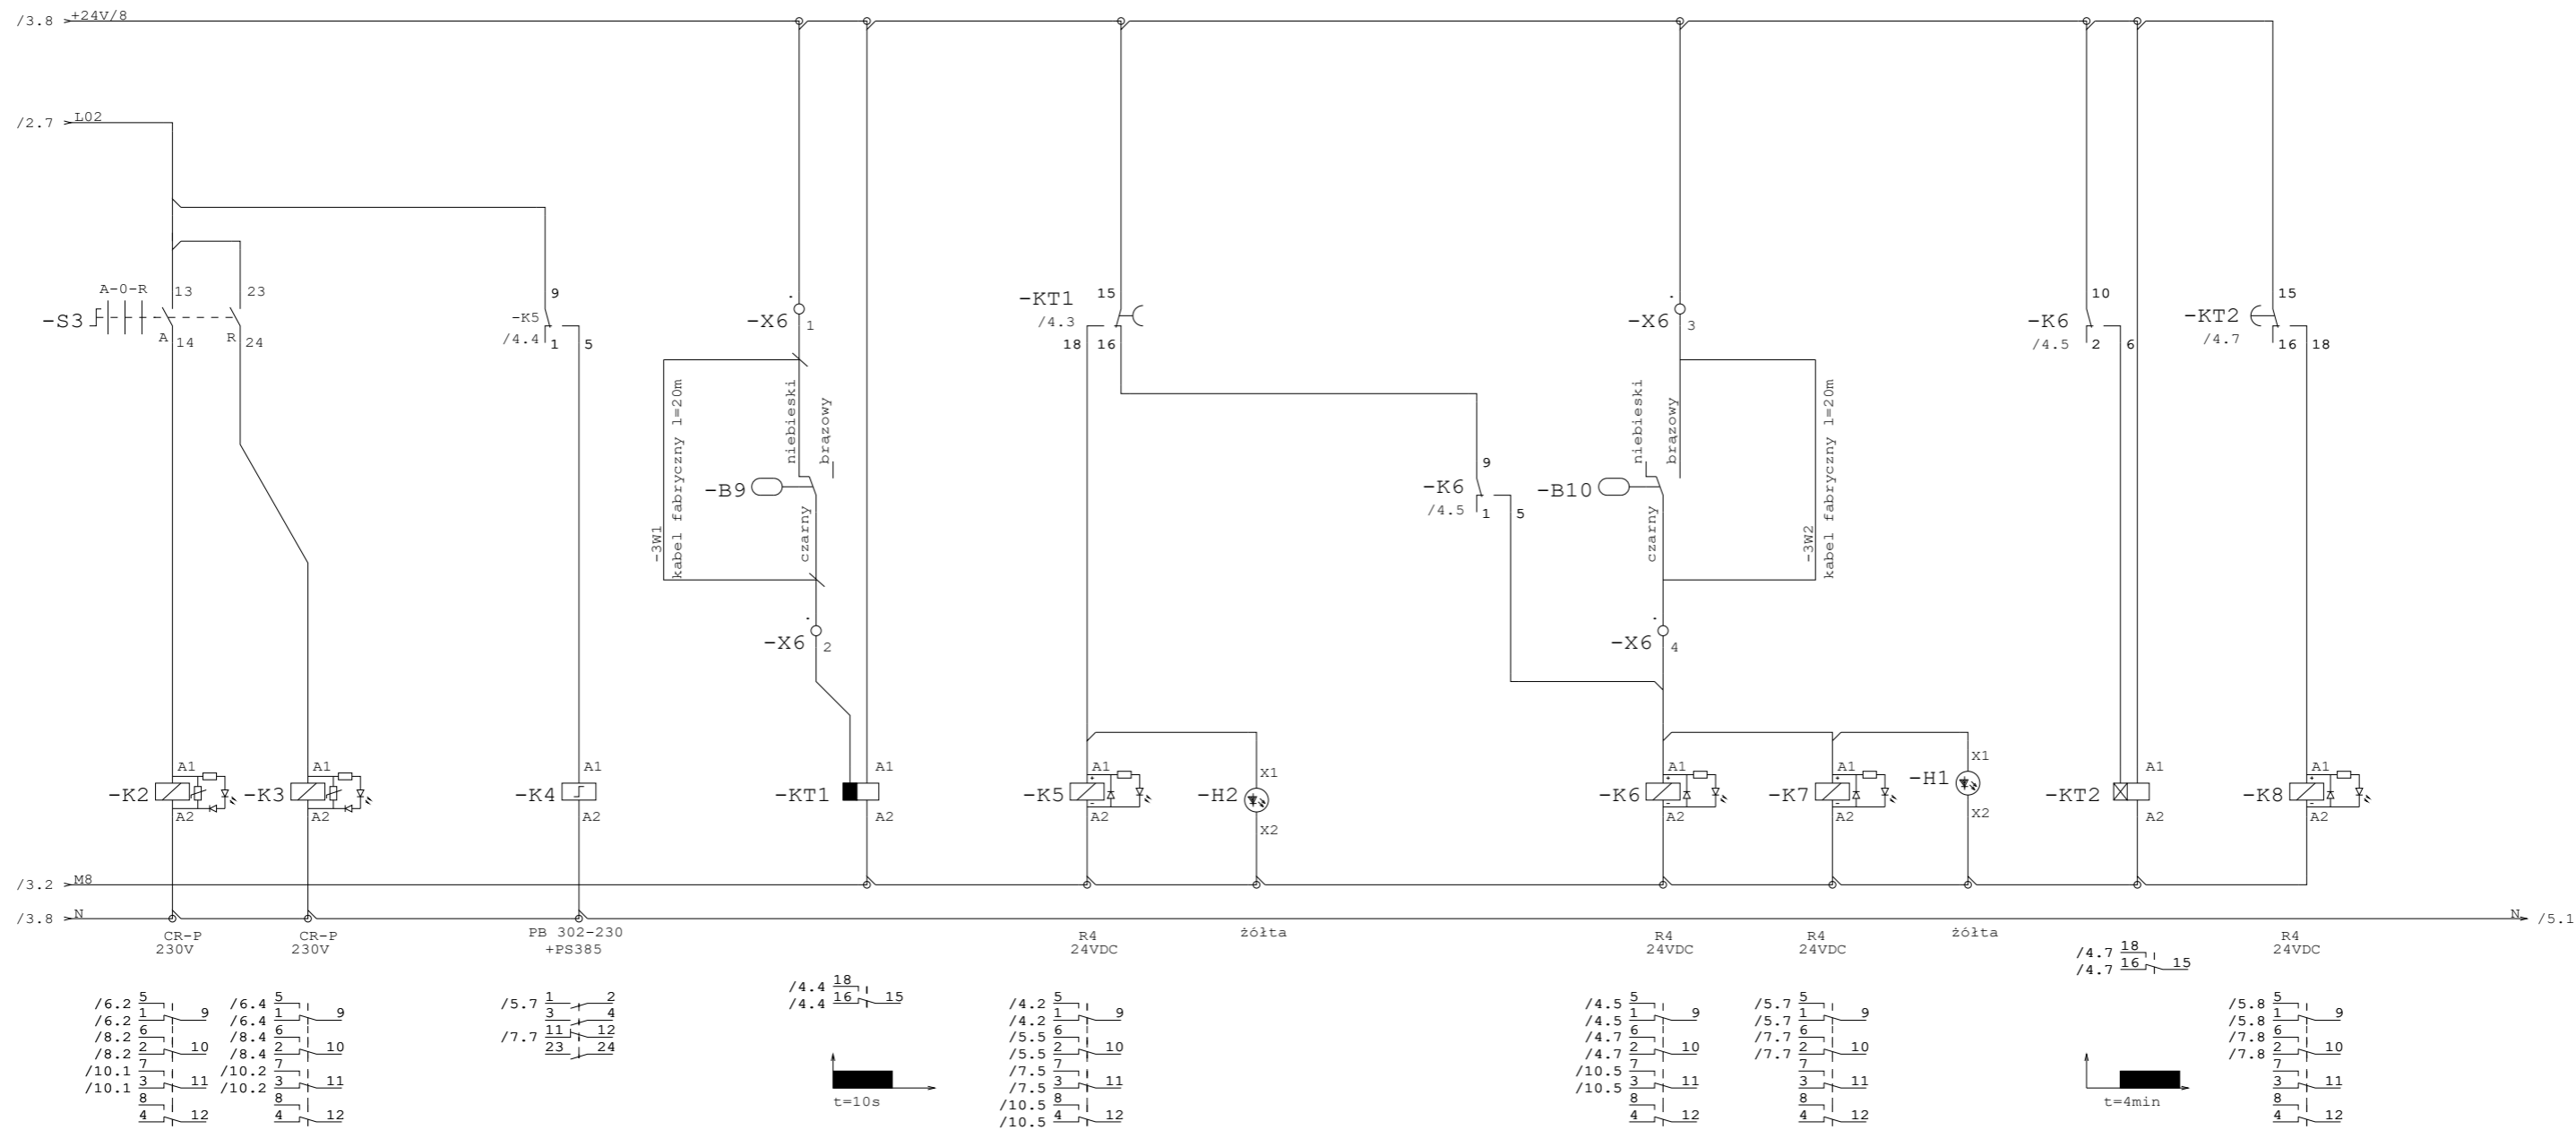 /3.8 +24V/8
/2.7 L02
A-0-R 13 23
-S3
A 14 R 24
9
-K5
/4.4 1 5
-X6 1
niebieski
brązowy
-3W1
kabel fabryczny l=20m
-B9
czarny
-X6 2
-KT1 15
/4.3
18 16
9
-K6
/4.5 1 5
-X6 3
niebieski
brązowy
-B10
czarny
-3W2
kabel fabryczny l=20m
-X6 4
10
-K6
/4.5 2 6
15
-KT2
/4.7 16 18
A1
-K2
A2
A1
-K3
A2
A1
-K4
A2
A1
-KT1
A2
A1
+
-K5
-
A2
X1
-H2
X2
A1
+
-K6
-
A2
A1
+
-K7
-
A2
X1
-H1
X2
A1
-KT2
A2
A1
+
-K8
-
A2
/3.2 M8
/3.8 N
N /5.1
CR-P
230V
CR-P
230V
PB 302-230
+PS385
R4
24VDC
żółta
R4
24VDC
R4
24VDC
żółta
R4
24VDC
/6.2 5
/6.2 1 9
/8.2 6
/8.2 2 10
/10.1 7
/10.1 3 11
8
4 12
/6.4 5
/6.4 1 9
/8.4 6
/8.4 2 10
/10.2 7
/10.2 3 11
8
4 12
/5.7 1 2
3 4
/7.7 11 12
23 24
/4.4 18
/4.4 16 15
t=10s
/4.2 5
/4.2 1 9
/5.5 6
/5.5 2 10
/7.5 7
/7.5 3 11
/10.5 8
/10.5 4 12
/4.5 5
/4.5 1 9
/4.7 6
/4.7 2 10
/10.5 7
/10.5 3 11
8
4 12
/5.7 5
/5.7 1 9
/7.7 6
/7.7 2 10
7
3 11
8
4 12
/4.7 18
/4.7 16 15
t=4min
/5.8 5
/5.8 1 9
/7.8 6
/7.8 2 10
7
3 11
8
4 12